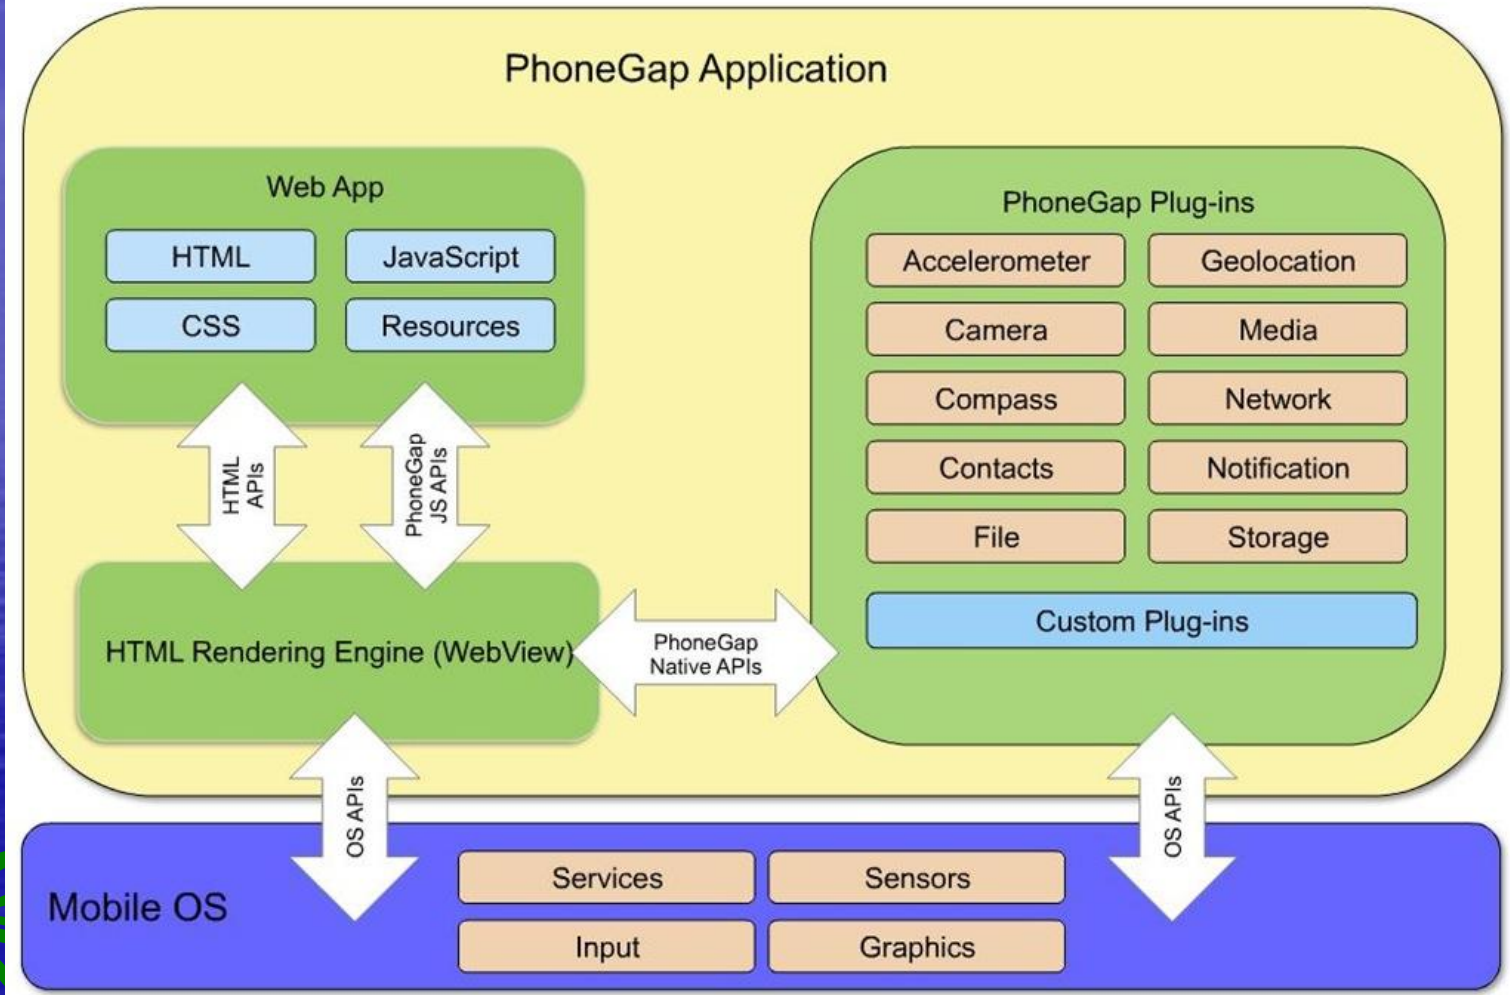 PhoneGap Application
Web App
HTML
JavaScript
CSS
Resources
HTML
APIs
PhoneGap
JS APIs
HTML Rendering Engine (WebView)
PhoneGap
Native APIs
PhoneGap Plug-ins
Accelerometer
Geolocation
Camera
Media
Compass
Network
Contacts
Notification
File
Storage
Custom Plug-ins
OS APIs
OS APIs
Mobile OS
Services
Sensors
Input
Graphics